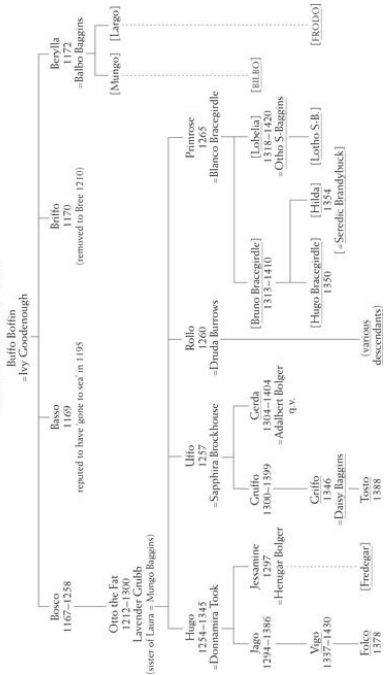 Buffo Boffin
=Ivy Goodenough
Bosco
1167–1258
Basso
1169
reputed to have 'gone to sea' in 1195
Briffo
1170
(removed to Bree 1210)
Berylla
1172
=Balbo Baggins
Otto the Fat
1212–1300
Lavender Grubb
(sister of Laura = Mungo Baggins)
[Mungo]
[Largo]
Hugo
1254–1345
=Donnamira Took
Uffo
1257
=Sapphira Brockhouse
Rollo
1260
=Druda Burrows
Primrose
1265
=Blanco Bracegirdle
Jago
1294–1386
Jessamine
1297
=Herugar Bolger
Gruffo
1300–1399
Gerda
1304–1404
=Adalbert Bolger
q.v.
[Bruno Bracegirdle]
1313–1410
[Lobelia]
1318–1420
=Otho S-Baggins
[BILBO]
Vigo
1337–1430
[Fredegar]
Griffo
1346
=Daisy Baggins
[Hugo Bracegirdle]
1350
[Hilda]
1354
[=Seredic Brandybuck]
[Lotho S-B.]
[FRODO]
Folco
1378
Tosto
1388
(various
descendants)